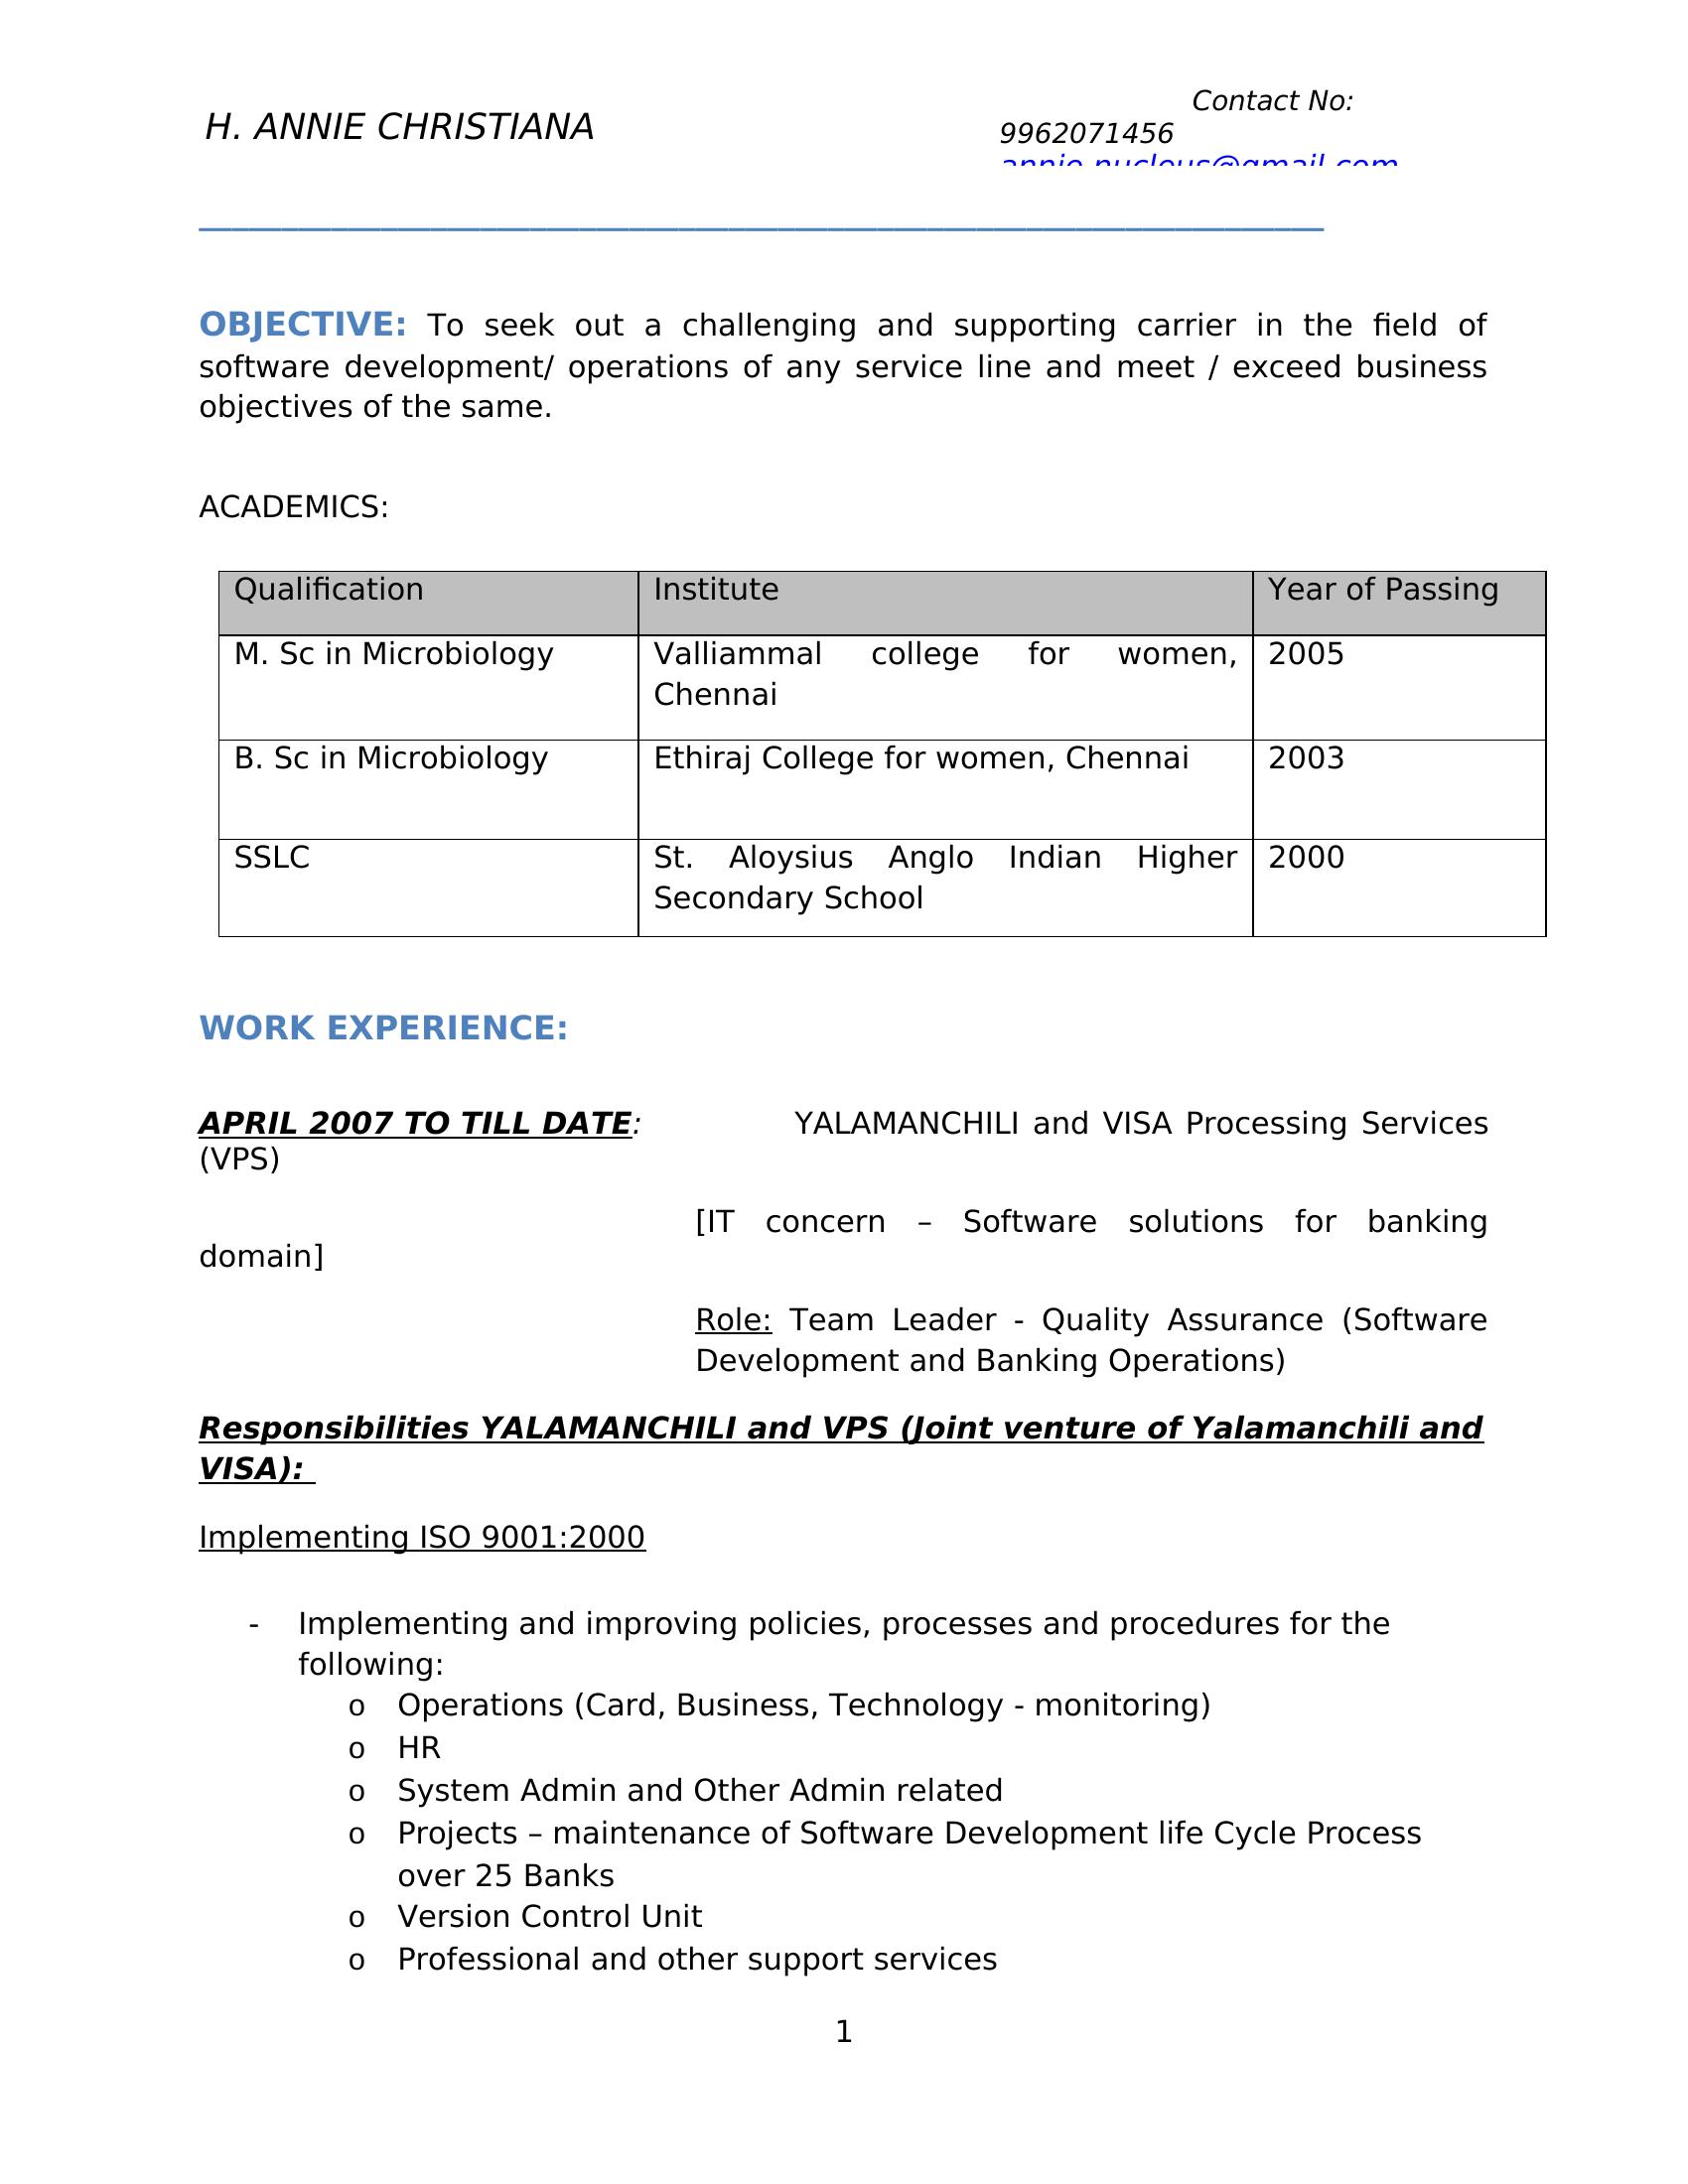 H. ANNIE CHRISTIANA
Contact No:
9962071456
annie.nucleus@gmail.com
OBJECTIVE: To seek out a challenging and supporting carrier in the field of
software development/ operations of any service line and meet / exceed business
objectives of the same.
ACADEMICS:
Qualification Institute Year of Passing
M. Sc in Microbiology Valliammal college for women, 2005
Chennai
B. Sc in Microbiology Ethiraj College for women, Chennai 2003
SSLC St. Aloysius Anglo Indian Higher 2000
Secondary School
WORK EXPERIENCE:
APRIL 2007 TO TILL DATE: YALAMANCHILI and VISA Processing Services
(VPS)
[IT concern – Software solutions for banking
domain]
Role: Team Leader - Quality Assurance (Software
Development and Banking Operations)
Responsibilities YALAMANCHILI and VPS (Joint venture of Yalamanchili and
VISA):
Implementing ISO 9001:2000
- Implementing and improving policies, processes and procedures for the
following:
o Operations (Card, Business, Technology - monitoring)
o HR
o System Admin and Other Admin related
o Projects – maintenance of Software Development life Cycle Process
over 25 Banks
o Version Control Unit
o Professional and other support services
1